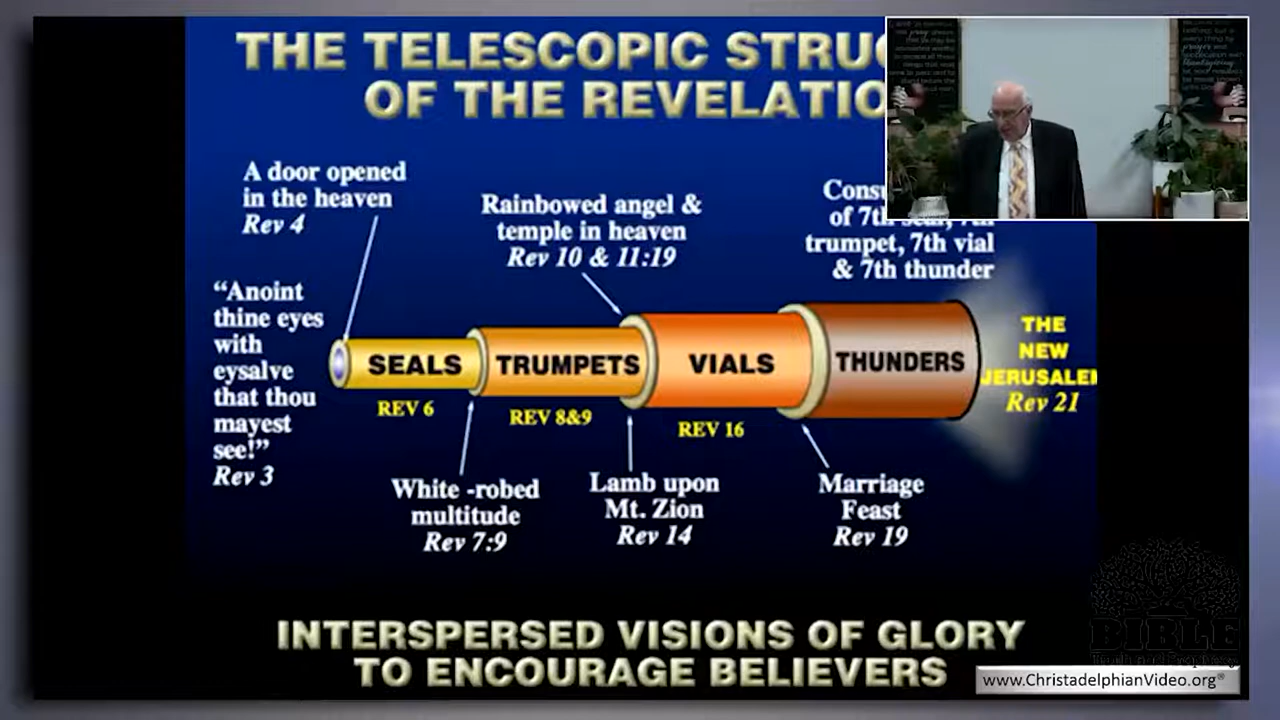 THE TELESCOPIC STRUC
OF THE REVELATIO
A door opened
in the heaven
Rev 4
Rainbowed angel &
temple in heaven
Rev 10 & 11:19
Cons
of 7th seal, 7th
trumpet, 7th vial
& 7th thunder
"Anoint
thine eyes
with
eysalve
that thou
mayest
see!"
Rev 3
SEALS
TRUMPETS
VIALS
THUNDERS
REV 6
REV 8&9
REV 16
THE
NEW
JERUSALEM
Rev 21
White -robed
multitude
Rev 7:9
Lamb upon
Mt. Zion
Rev 14
Marriage
Feast
Rev 19
INTERSPERSED VISIONS OF GLORY
TO ENCOURAGE BELIEVERS
BIBLE
www.ChristadelphianVideo.org®